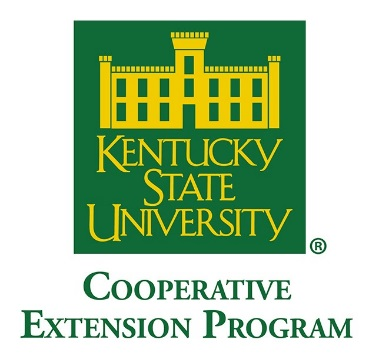 KENTUCKY
STATE
UNIVERSITY
®
COOPERATIVE
EXTENSION PROGRAM